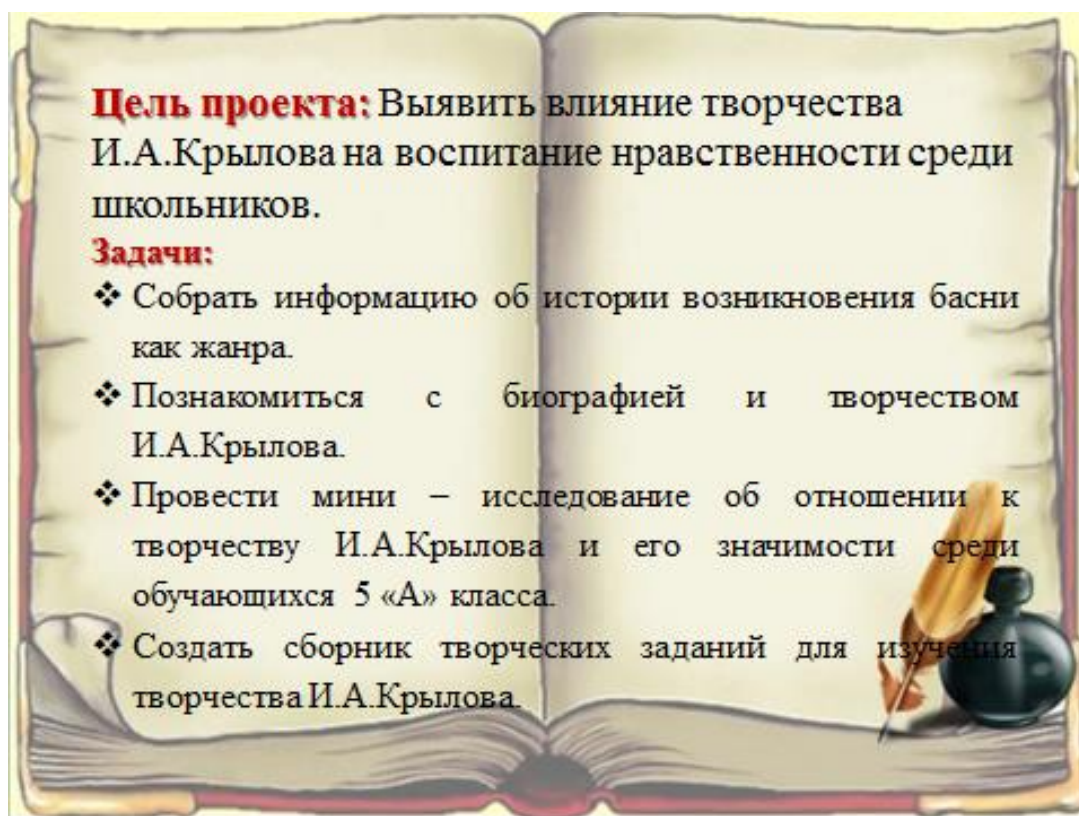 Цель проекта: Выявить влияние творчества
И.А.Крылова на воспитание нравственности среди
школьников.
Задачи:
❖ Собрать информацию об истории возникновения басни
как жанра.
❖ Познакомиться с биографией и творчеством
И.А.Крылова.
❖ Провести мини – исследование об отношении к
творчеству И.А.Крылова и его значимости среди
обучающихся 5 «А» класса.
❖ Создать сборник творческих заданий для изучения
творчества И.А.Крылова.